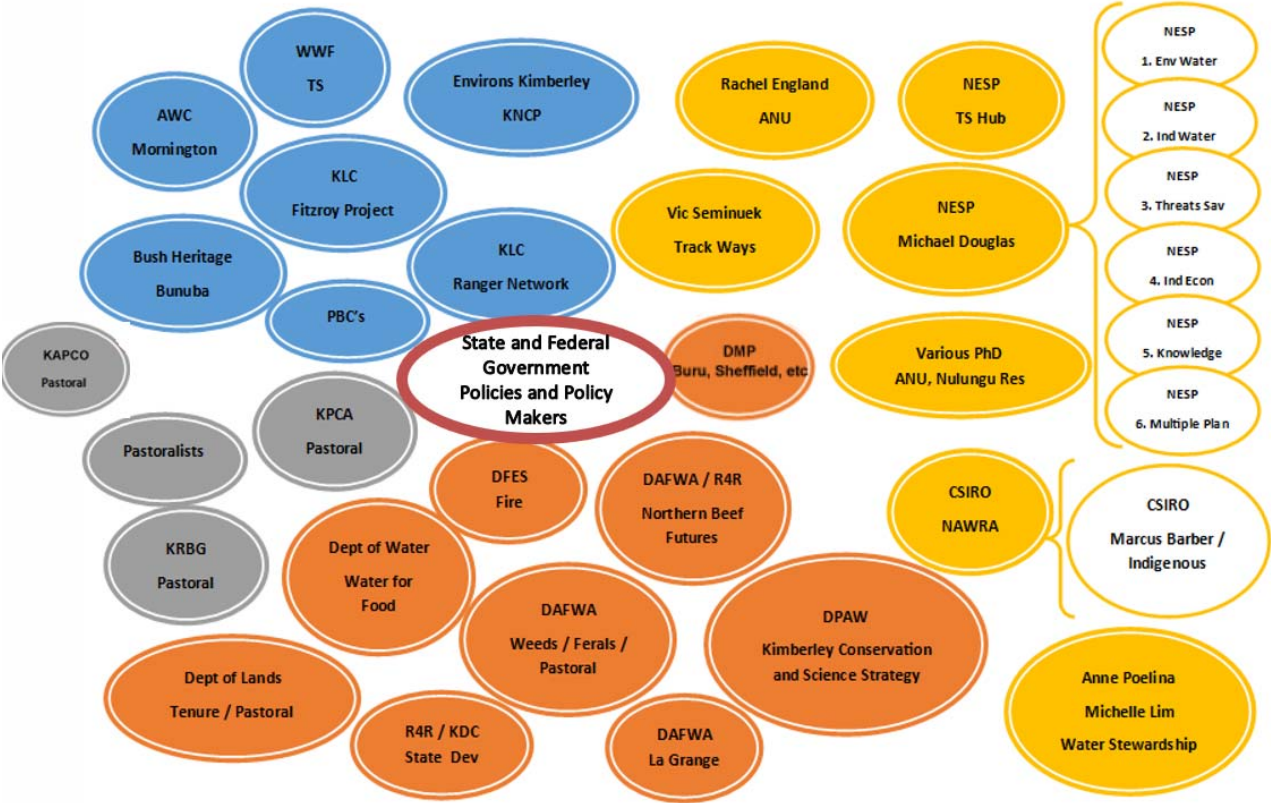 WWF
TS
Environs Kimberley
KNCP
AWC
Mornington
KLC
Fitzroy Project
Bush Heritage
Bunuba
KLC
Ranger Network
PBC's
Rachel England
ANU
NESP
TS Hub
Vic Seminuek
Track Ways
NESP
Michael Douglas
NESP
1. Env Water
NESP
2. Ind Water
NESP
3. Threats Sav
NESP
4. Ind Econ
NESP
5. Knowledge
NESP
6. Multiple Plan
State and Federal
Government
Policies and Policy
Makers
DMP
Buru, Sheffield, etc
Various PhD
ANU, Nulungu Res
KAPCO
Pastoral
KPCA
Pastoral
Pastoralists
KRBG
Pastoral
DFES
Fire
DAFWA / R4R
Northern Beef
Futures
CSIRO
NAWRA
CSIRO
Marcus Barber /
Indigenous
Dept of Water
Water for
Food
DAFWA
Weeds / Ferals /
Pastoral
DPAW
Kimberley Conservation
and Science Strategy
Dept of Lands
Tenure / Pastoral
R4R / KDC
State Dev
DAFWA
La Grange
Anne Poelina
Michelle Lim
Water Stewardship